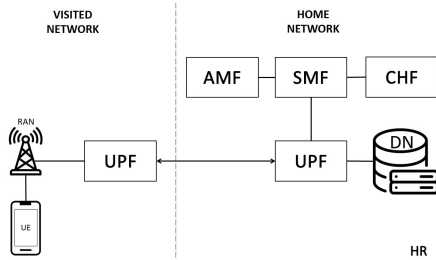 VISITED
NETWORK
HOME
NETWORK
AMF
SMF
CHF
RAN
UPF
UPF
DN
UE
HR